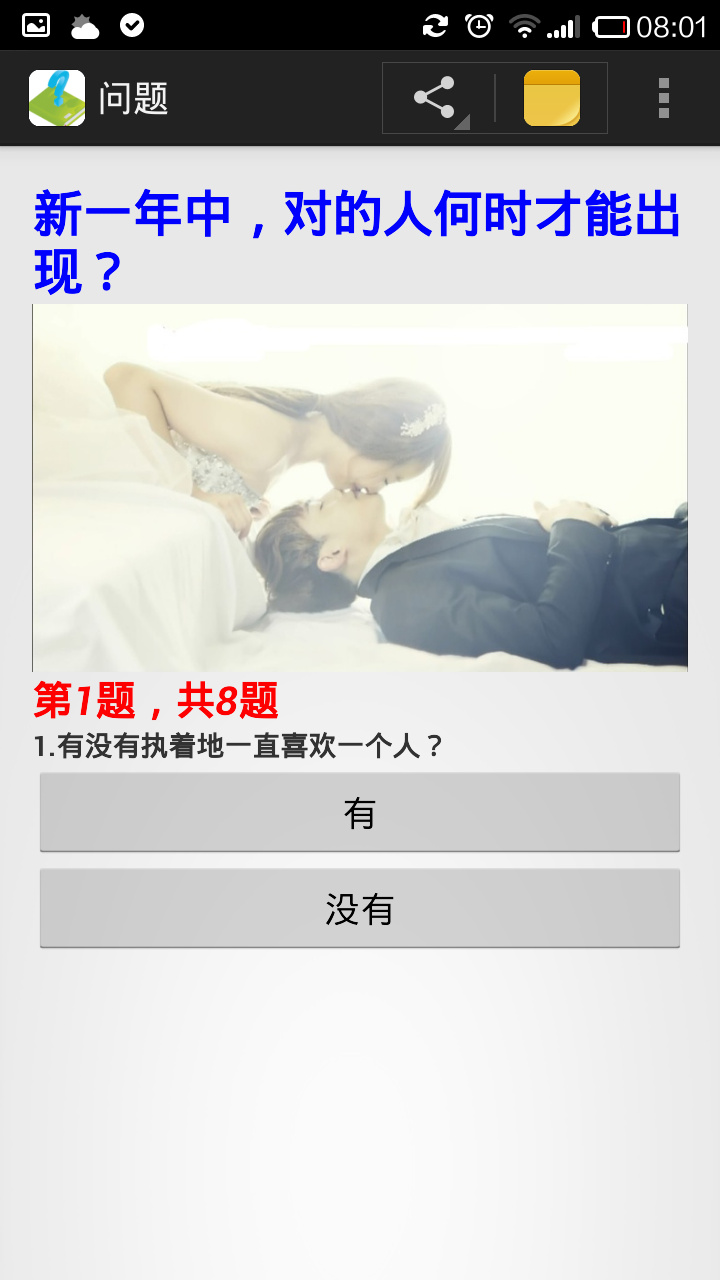 08:01
问题
新一年中，对的人何时才能出
现？
第1题，共8题
1.有没有执着地一直喜欢一个人？
有
没有